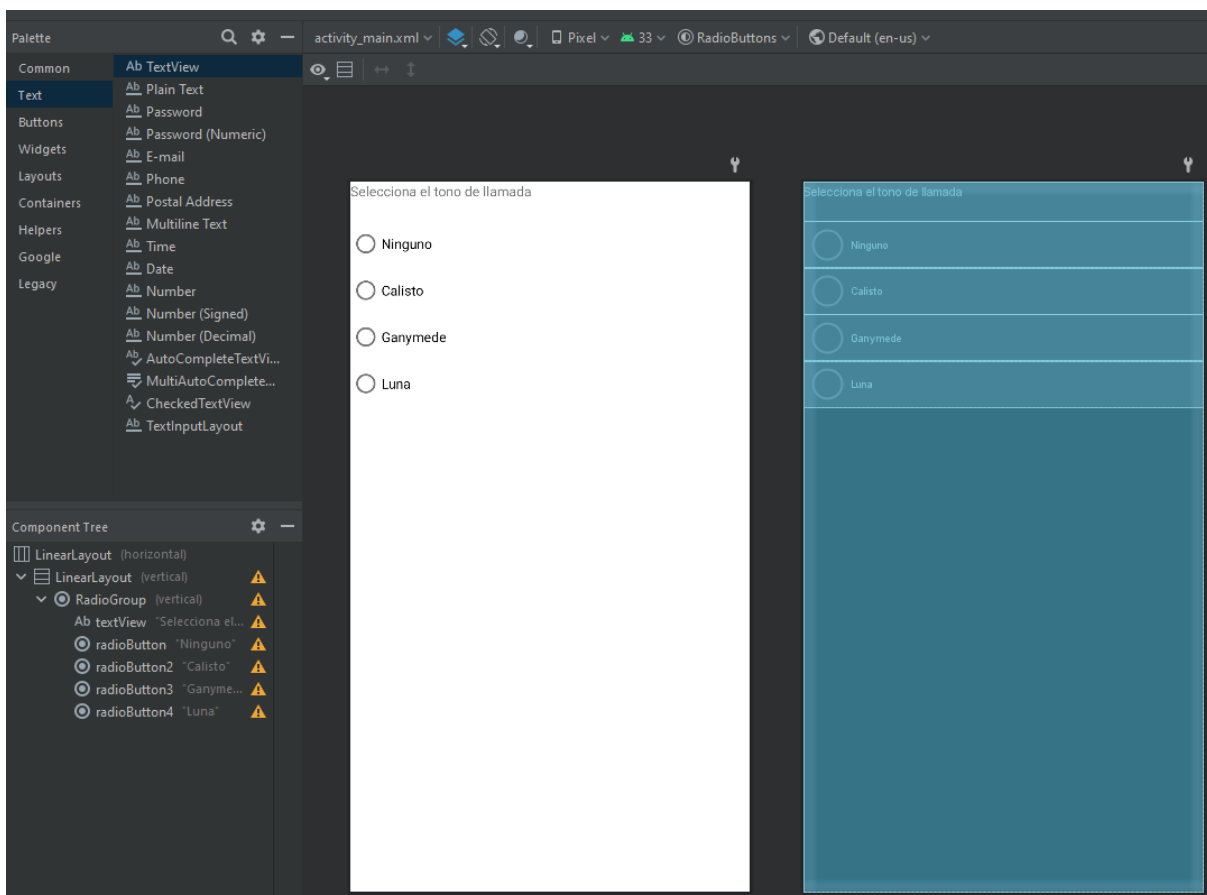 Palette
activity_main.xml
Pixel
33
RadioButtons
Default (en-us)
Common
Text
Buttons
Widgets
Layouts
Containers
Helpers
Google
Legacy
Ab TextView
Ab Plain Text
Ab Password
Ab Password (Numeric)
Ab E-mail
Ab Phone
Ab Postal Address
Ab Multiline Text
Ab Time
Ab Date
Ab Number
Ab Number (Signed)
Ab Number (Decimal)
Ab AutoCompleteTextVi...
MultiAutoComplete...
A CheckedTextView
Ab TextInputLayout
Component Tree
LinearLayout (horizontal)
LinearLayout (vertical)
RadioGroup (vertical)
Ab textView "Selecciona el...
radioButton "Ninguno"
radioButton2 "Calisto"
radioButton3 "Ganyme...
radioButton4 "Luna"
Selecciona el tono de llamada
Ninguno
Calisto
Ganymede
Luna
Selecciona el tono de llamada
Ninguno
Calisto
Ganymede
Luna